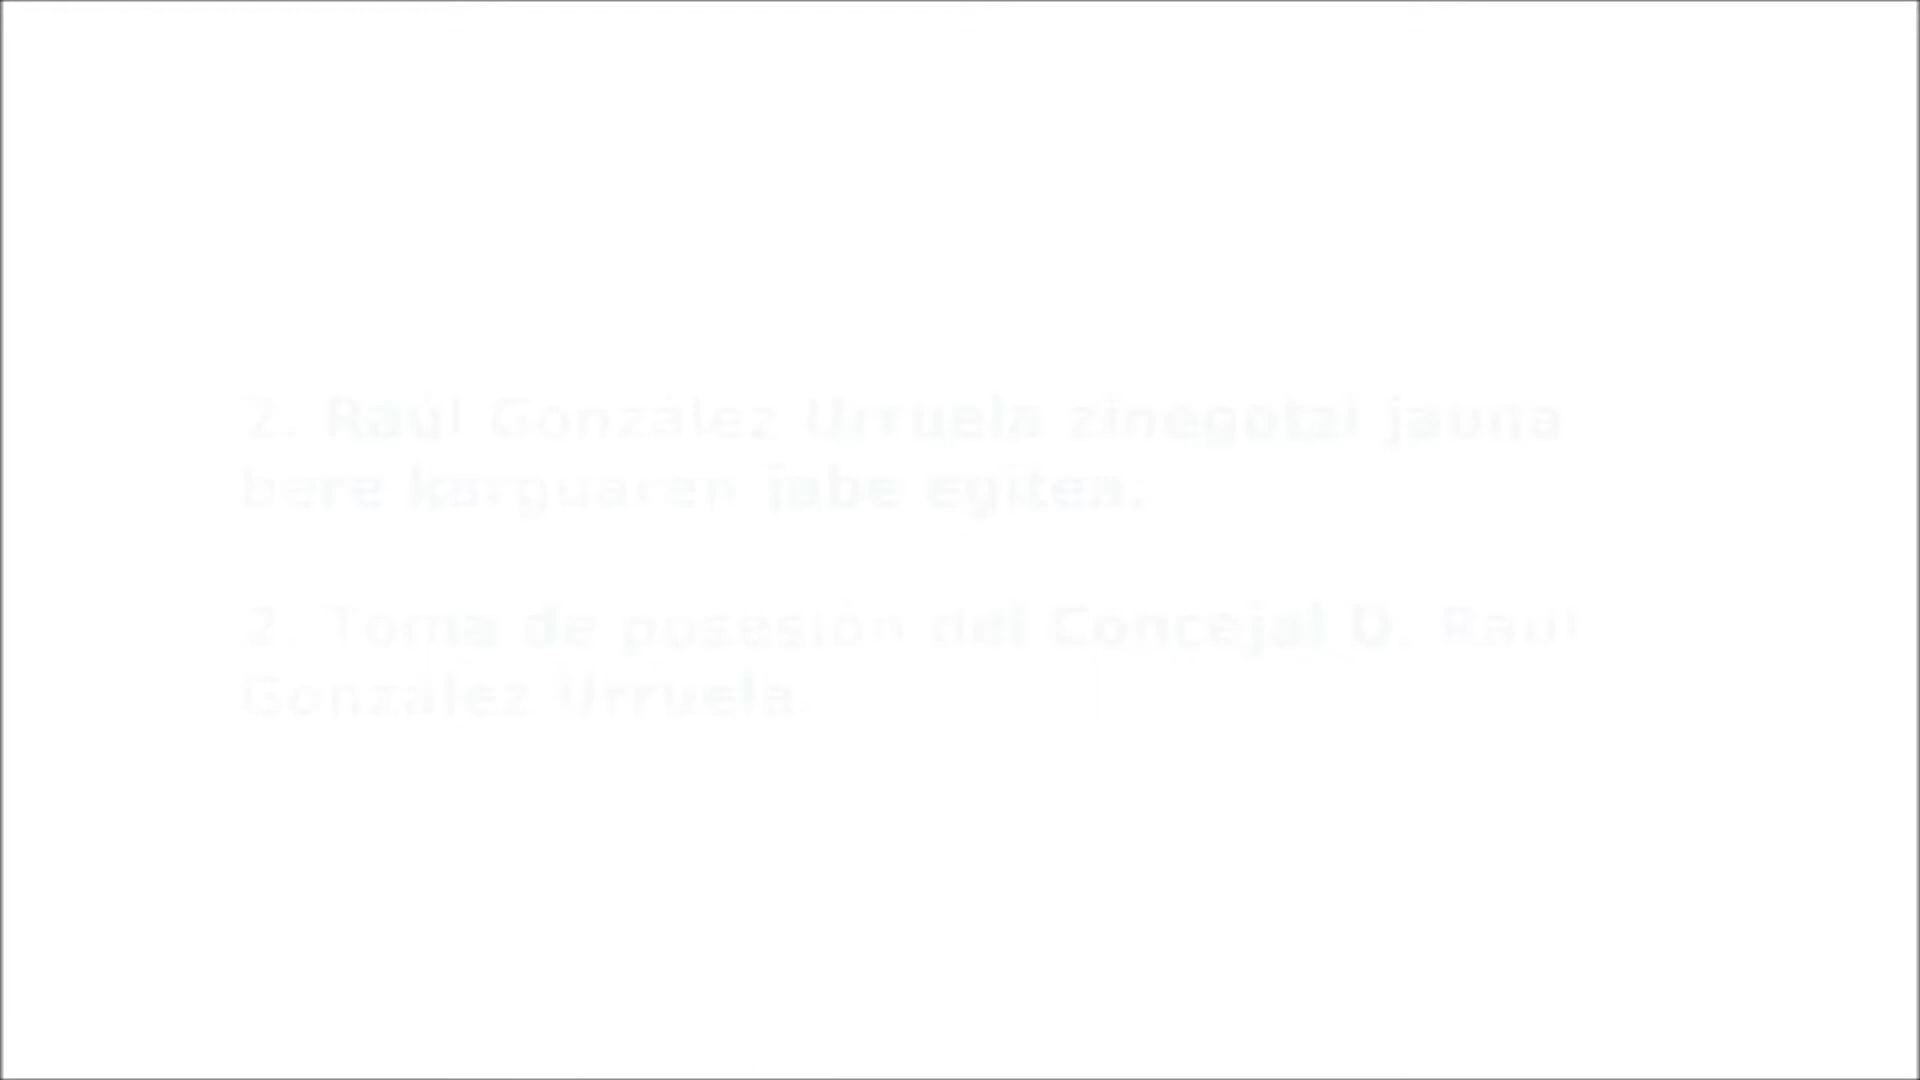 2. Raúl González Urruela zinegotzi jauna
bere karguaren jabe egitea.
2. Toma de posesión del Concejal D. Raúl
González Urruela.